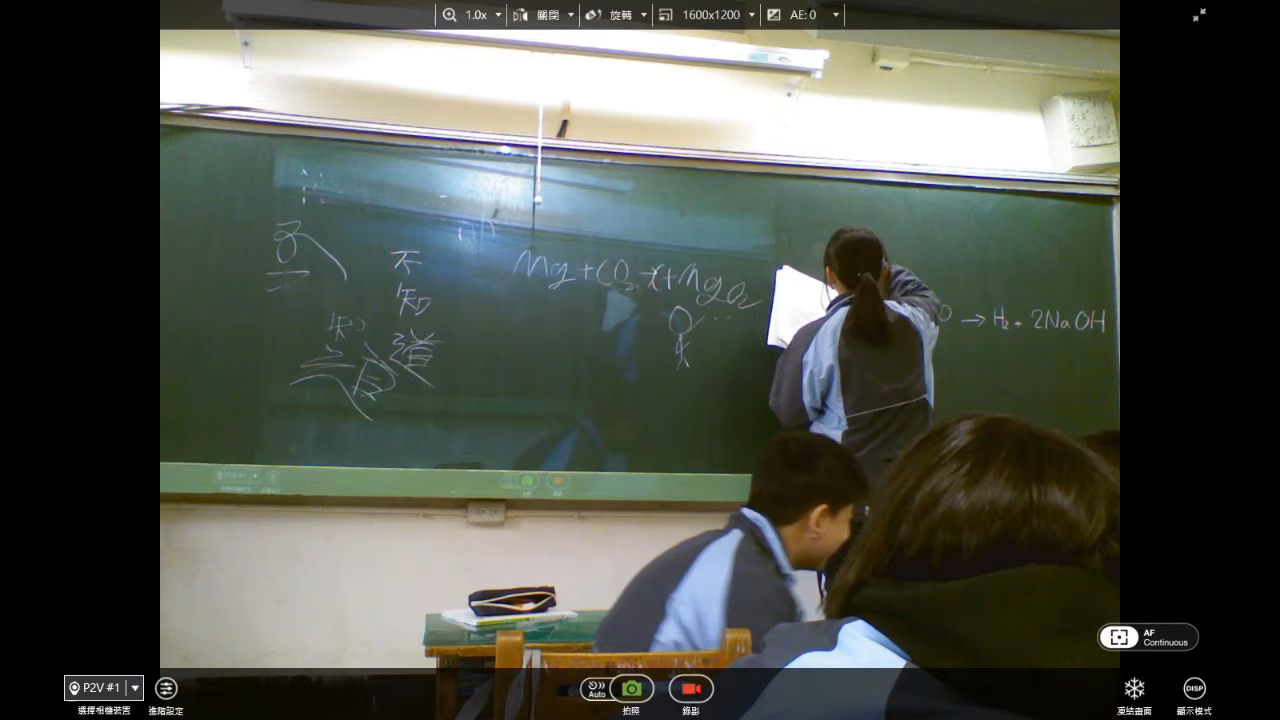 1.0x
關閉
旋轉
1600x1200
AE: 0
不
知
道
知
Mg + CO₂ → C + MgO₂
O → H₂ + 2NaOH
AF
Continuous
P2V #1
選擇相機裝置
進階設定
Auto
拍照
錄影
DISP
凍結畫面
顯示模式